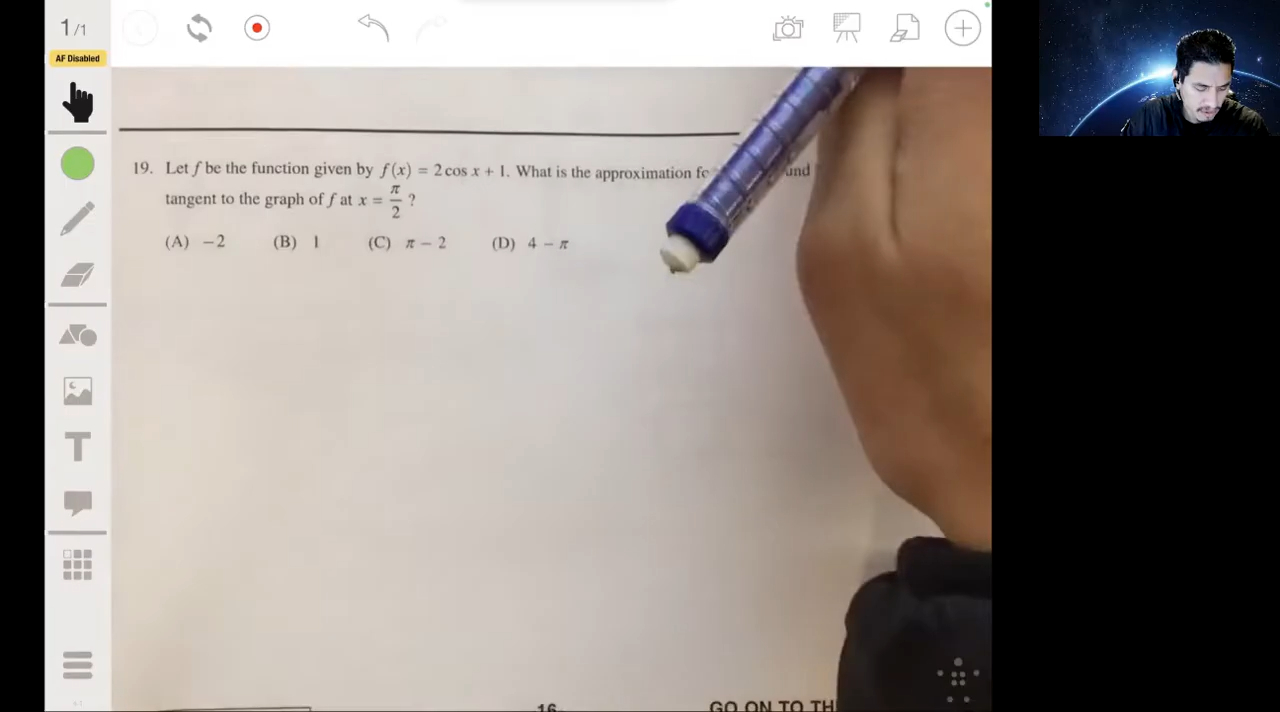 1/1
AF Disabled
T
19. Let f be the function given by f(x) = 2 cos x + 1. What is the approximation und
tangent to the graph of f at x = π/2 ?
(A) −2 (B) 1 (C) π − 2 (D) 4 − π
16
GO ON TO TH